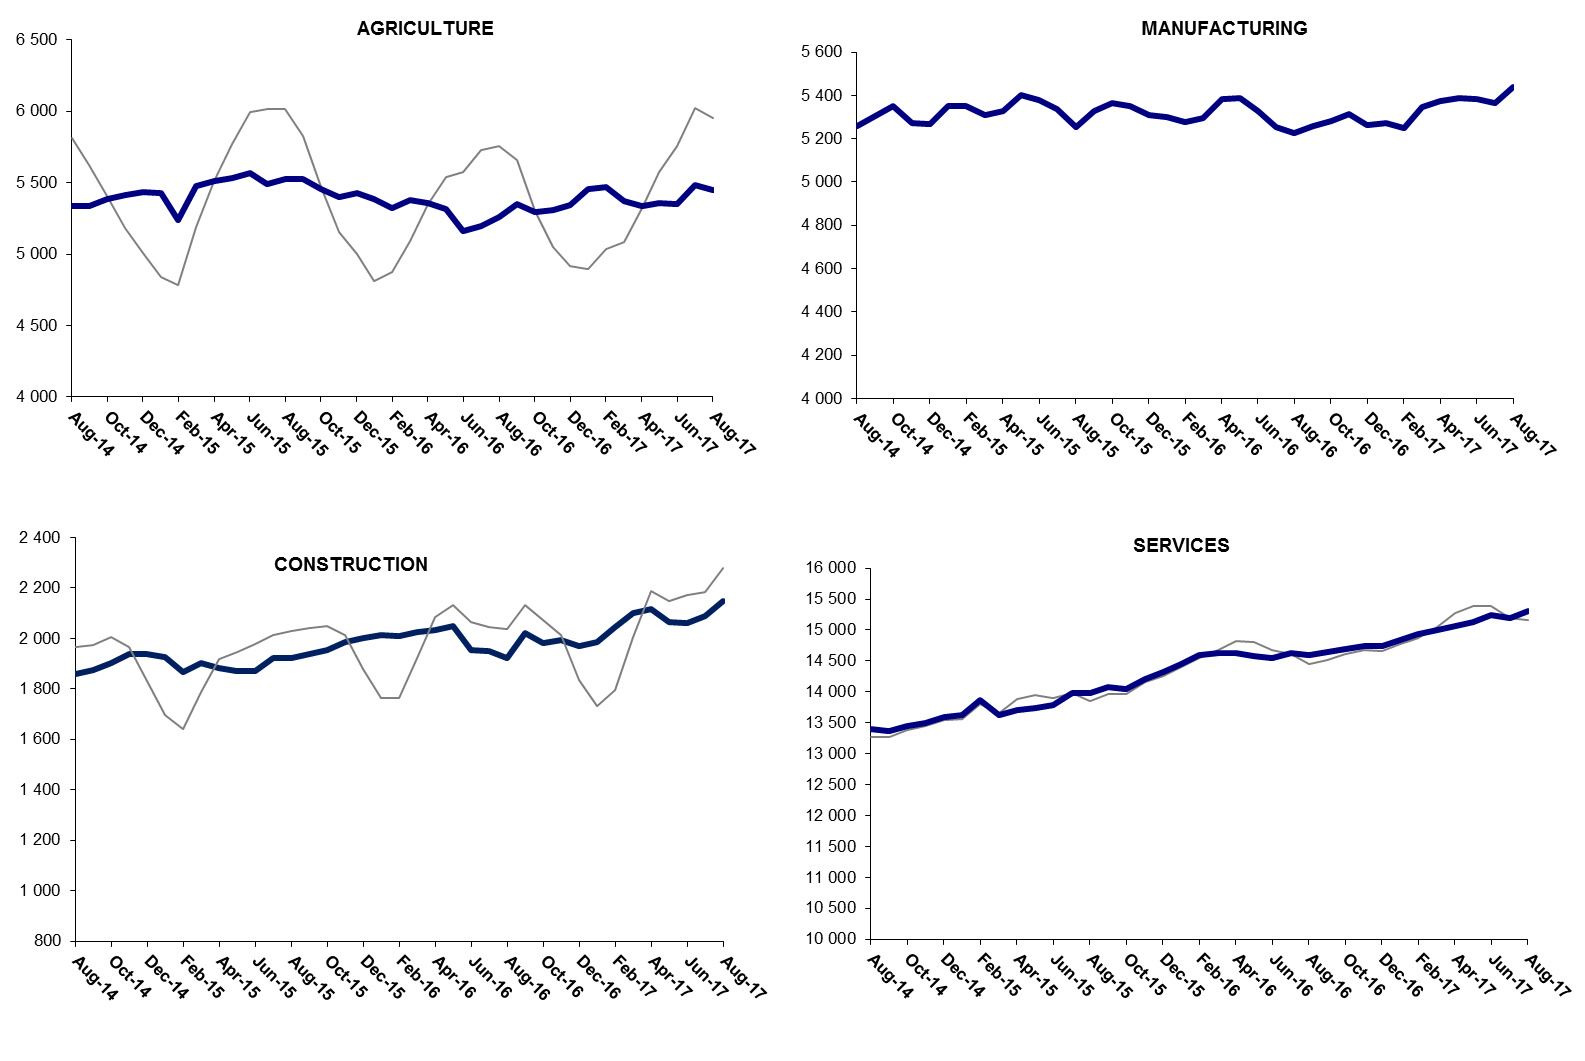 AGRICULTURE
6 500
6 000
5 500
5 000
4 500
4 000
Aug-14
Oct-14
Dec-14
Feb-15
Apr-15
Jun-15
Aug-15
Oct-15
Dec-15
Feb-16
Apr-16
Jun-16
Aug-16
Oct-16
Dec-16
Feb-17
Apr-17
Jun-17
Aug-17
MANUFACTURING
5 600
5 400
5 200
5 000
4 800
4 600
4 400
4 200
4 000
Aug-14
Oct-14
Dec-14
Feb-15
Apr-15
Jun-15
Aug-15
Oct-15
Dec-15
Feb-16
Apr-16
Jun-16
Aug-16
Oct-16
Dec-16
Feb-17
Apr-17
Jun-17
Aug-17
CONSTRUCTION
2 400
2 200
2 000
1 800
1 600
1 400
1 200
1 000
800
Aug-14
Oct-14
Dec-14
Feb-15
Apr-15
Jun-15
Aug-15
Oct-15
Dec-15
Feb-16
Apr-16
Jun-16
Aug-16
Oct-16
Dec-16
Feb-17
Apr-17
Jun-17
Aug-17
SERVICES
16 000
15 500
15 000
14 500
14 000
13 500
13 000
12 500
12 000
11 500
11 000
10 500
10 000
Aug-14
Oct-14
Dec-14
Feb-15
Apr-15
Jun-15
Aug-15
Oct-15
Dec-15
Feb-16
Apr-16
Jun-16
Aug-16
Oct-16
Dec-16
Feb-17
Apr-17
Jun-17
Aug-17